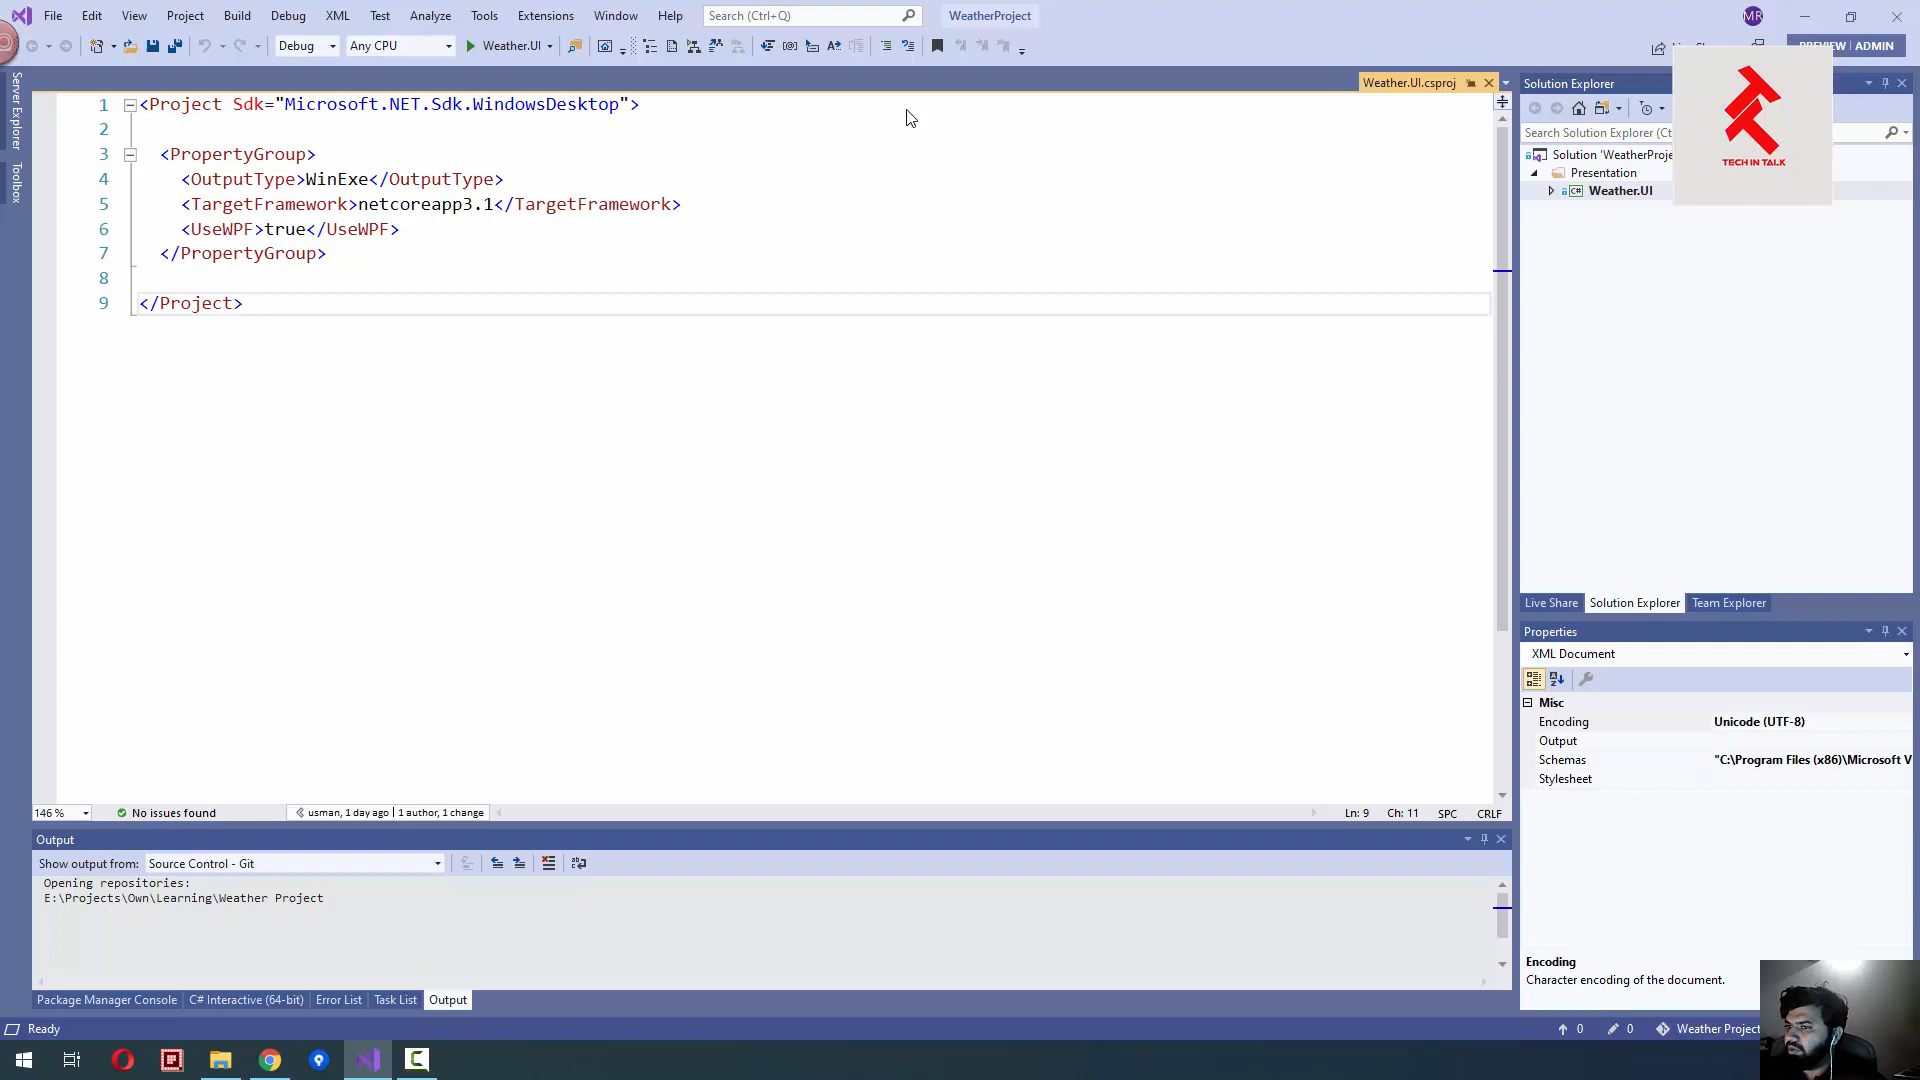 File Edit View Project Build Debug XML Test Analyze Tools Extensions Window Help Search (Ctrl+Q) WeatherProject MR
Debug Any CPU Weather.UI PREVIEW ADMIN
Server Explorer
Toolbox
Weather.UI.csproj
1 <Project Sdk="Microsoft.NET.Sdk.WindowsDesktop">
2
3 <PropertyGroup>
4 <OutputType>WinExe</OutputType>
5 <TargetFramework>netcoreapp3.1</TargetFramework>
6 <UseWPF>true</UseWPF>
7 </PropertyGroup>
8
9 </Project>
146 % No issues found usman, 1 day ago | 1 author, 1 change Ln: 9 Ch: 11 SPC CRLF
Output
Show output from: Source Control - Git
Opening repositories:
E:\Projects\Own\Learning\Weather Project
Package Manager Console C# Interactive (64-bit) Error List Task List Output
Solution Explorer
Search Solution Explorer (Ct
Solution 'WeatherProje
Presentation
C# Weather.UI
TECH IN TALK
Live Share Solution Explorer Team Explorer
Properties
XML Document
Misc
Encoding Unicode (UTF-8)
Output
Schemas "C:\Program Files (x86)\Microsoft V
Stylesheet
Encoding
Character encoding of the document.
Ready 0 0 Weather Project